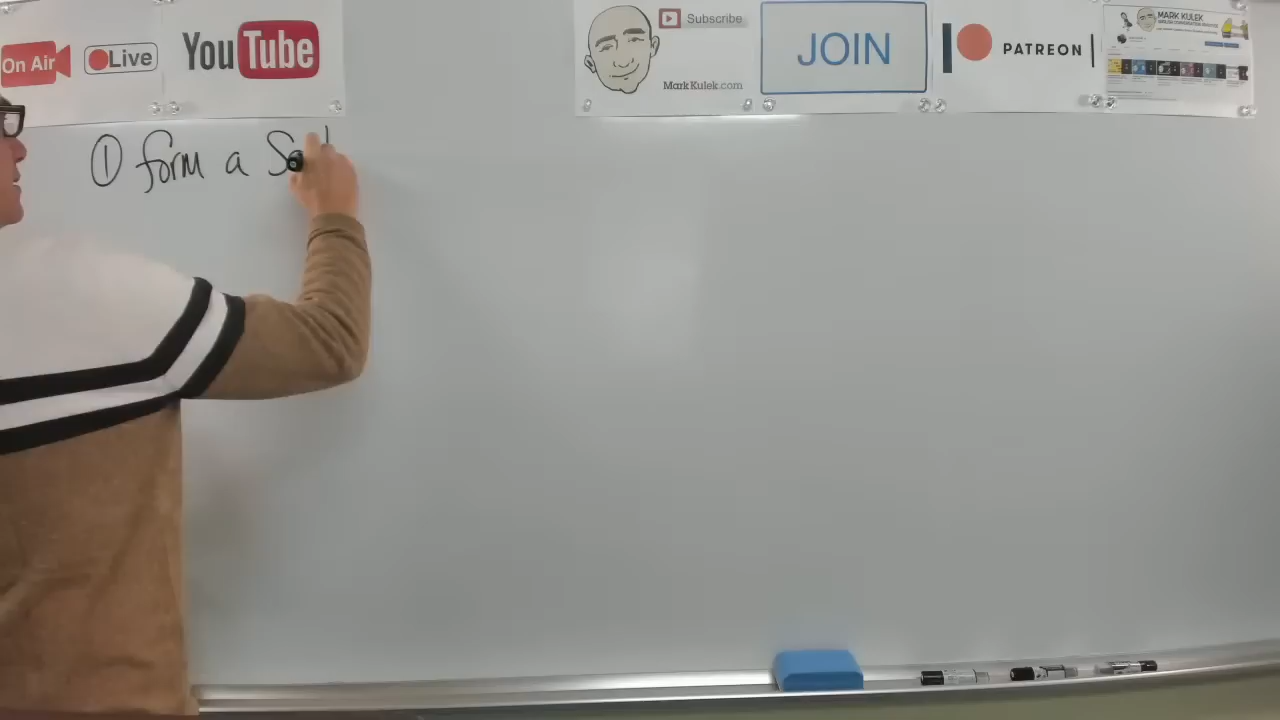 On Air
Live
YouTube
Subscribe
MarkKulek.com
JOIN
PATREON
MARK KULEK
① form a